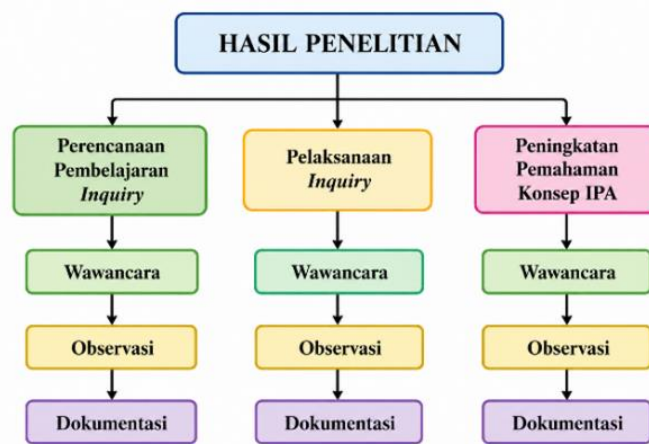 HASIL PENELITIAN
Perencanaan
Pembelajaran
Inquiry
Pelaksanaan
Inquiry
Peningkatan
Pemahaman
Konsep IPA
Wawancara
Wawancara
Wawancara
Observasi
Observasi
Observasi
Dokumentasi
Dokumentasi
Dokumentasi